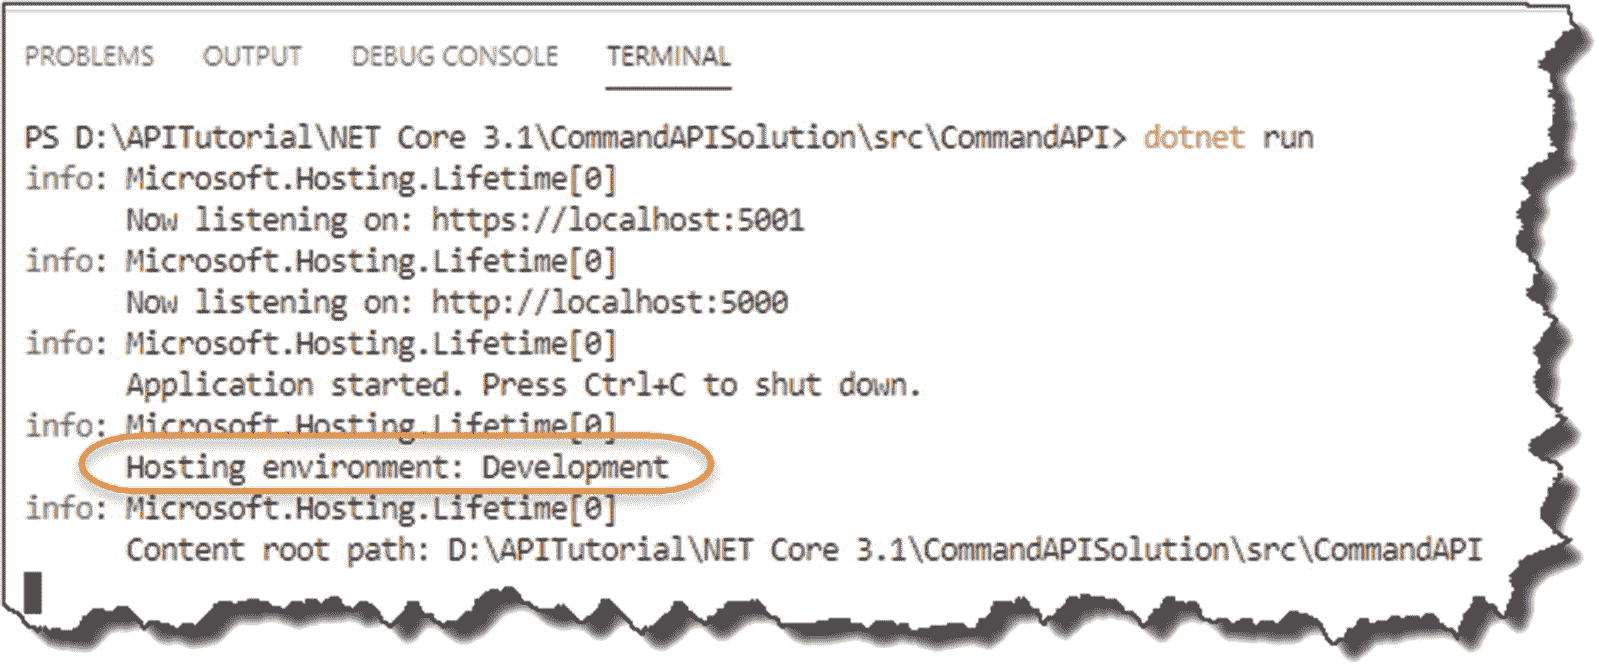 PROBLEMS OUTPUT DEBUG CONSOLE TERMINAL
PS D:\APITutorial\NET Core 3.1\CommandAPISolution\src\CommandAPI> dotnet run
info: Microsoft.Hosting.Lifetime[0]
Now listening on: https://localhost:5001
info: Microsoft.Hosting.Lifetime[0]
Now listening on: http://localhost:5000
info: Microsoft.Hosting.Lifetime[0]
Application started. Press Ctrl+C to shut down.
info: Microsoft.Hosting.Lifetime[0]
Hosting environment: Development
info: Microsoft.Hosting.Lifetime[0]
Content root path: D:\APITutorial\NET Core 3.1\CommandAPISolution\src\CommandAPI